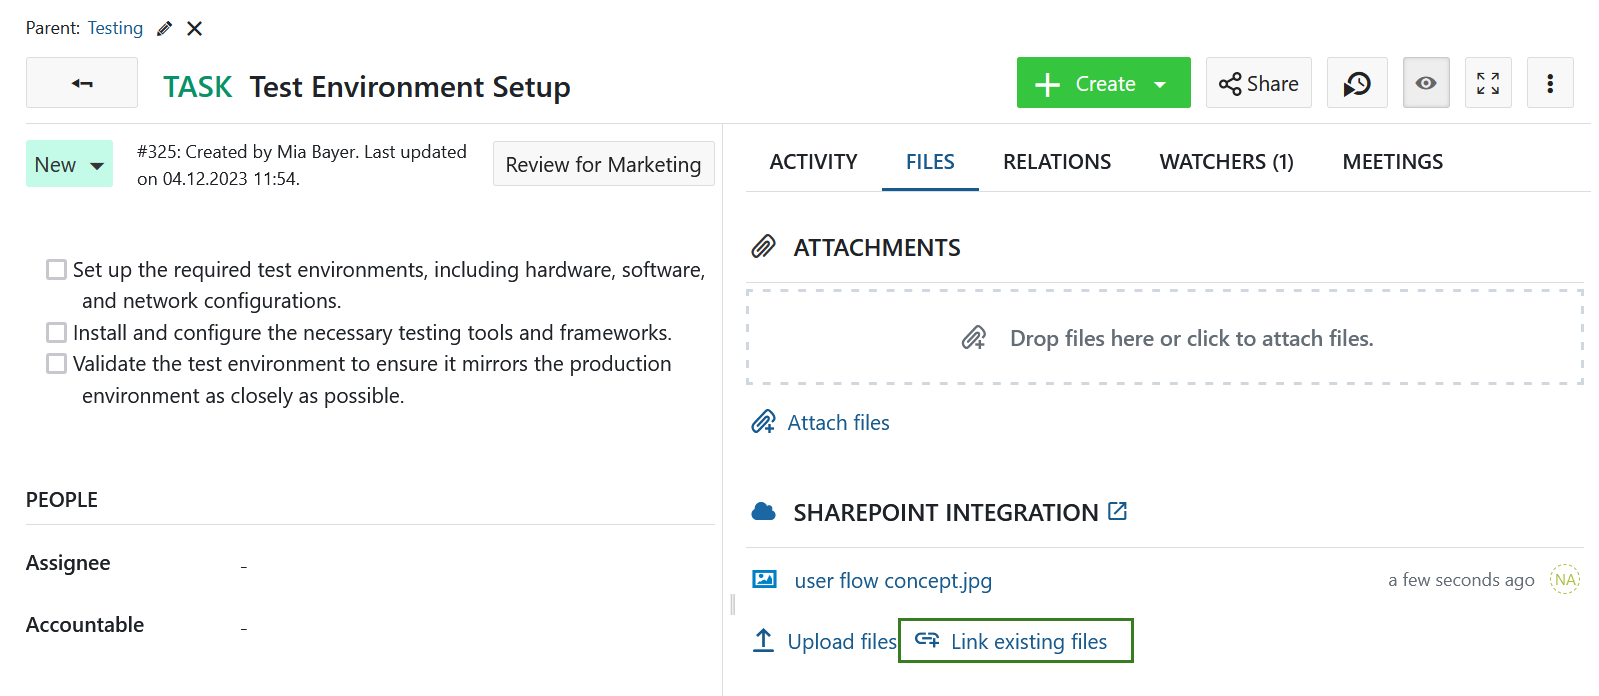 Parent: Testing
TASK Test Environment Setup
Create
Share
New
#325: Created by Mia Bayer. Last updated
on 04.12.2023 11:54.
Review for Marketing
Set up the required test environments, including hardware, software,
and network configurations.
Install and configure the necessary testing tools and frameworks.
Validate the test environment to ensure it mirrors the production
environment as closely as possible.
PEOPLE
Assignee -
Accountable -
ACTIVITY FILES RELATIONS WATCHERS (1) MEETINGS
ATTACHMENTS
Drop files here or click to attach files.
Attach files
SHAREPOINT INTEGRATION
user flow concept.jpg a few seconds ago NA
Upload files Link existing files